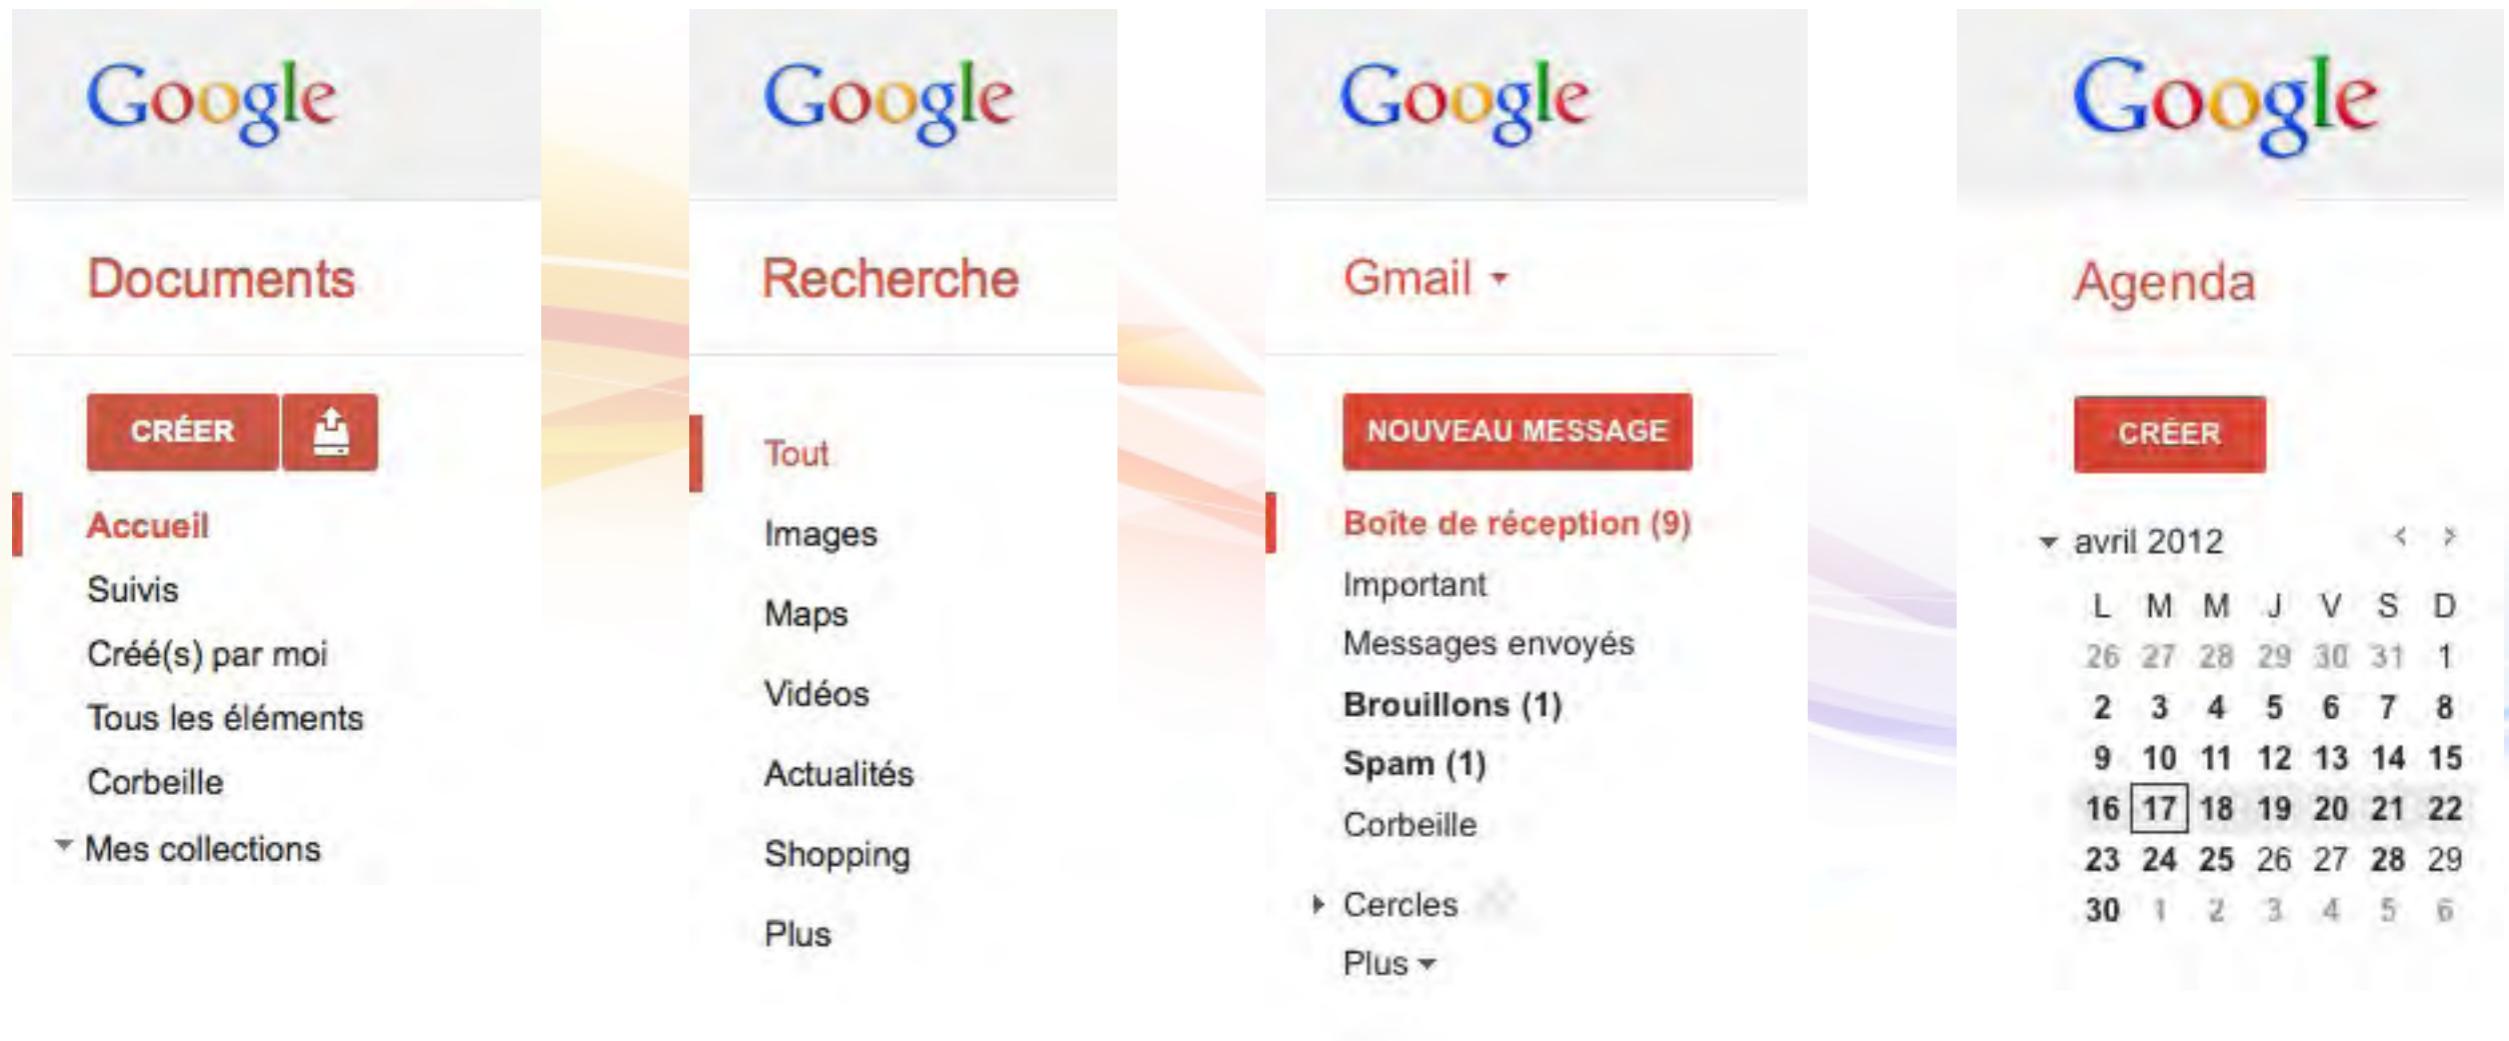 Google
Documents
CRÉER
Accueil
Suivis
Créé(s) par moi
Tous les éléments
Corbeille
Mes collections
Google
Recherche
Tout
Images
Maps
Vidéos
Actualités
Shopping
Plus
Google
Gmail
NOUVEAU MESSAGE
Boîte de réception (9)
Important
Messages envoyés
Brouillons (1)
Spam (1)
Corbeille
Cercles
Plus
Google
Agenda
CRÉER
avril 2012 < >
L M M J V S D
26 27 28 29 30 31 1
2 3 4 5 6 7 8
9 10 11 12 13 14 15
16 17 18 19 20 21 22
23 24 25 26 27 28 29
30 1 2 3 4 5 6